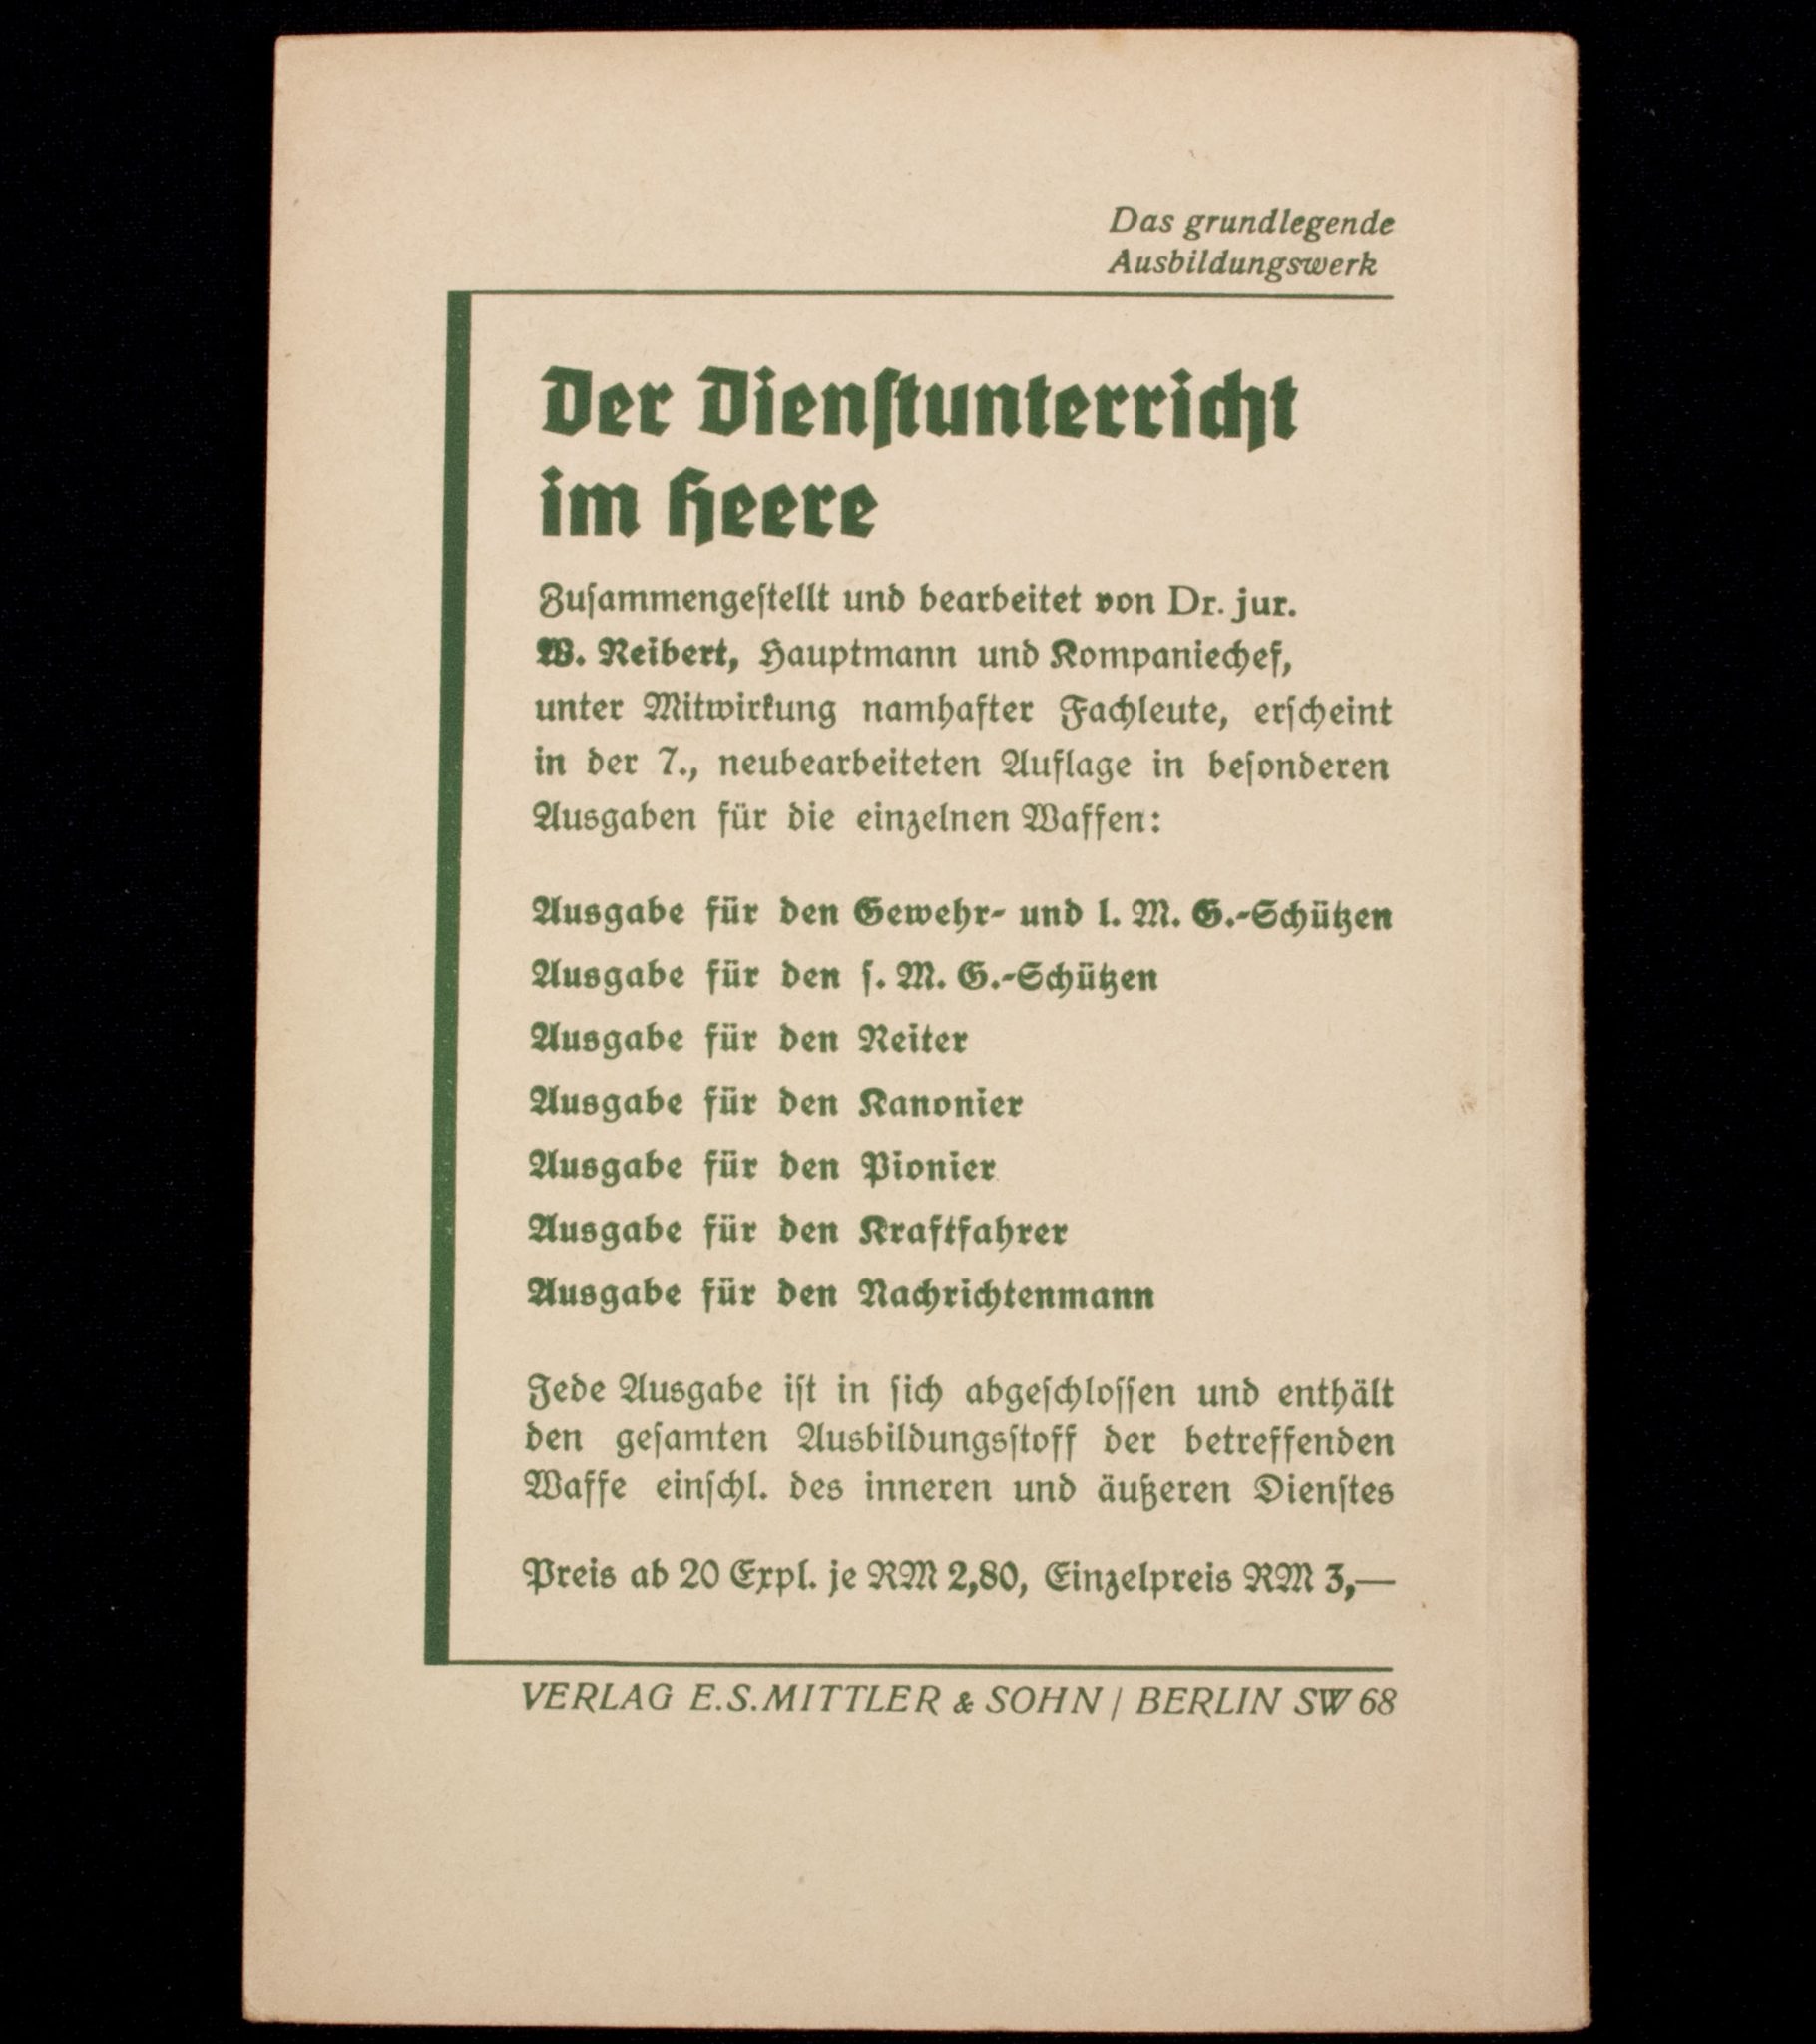 Das grundlegende
Ausbildungswerk
Der Dienſtunterricht
im Heere
Zuſammengeſtellt und bearbeitet von Dr. jur.
W. Reibert, Hauptmann und Kompaniechef,
unter Mitwirkung namhafter Fachleute, erſcheint
in der 7., neubearbeiteten Auflage in beſonderen
Ausgaben für die einzelnen Waffen:
Ausgabe für den Gewehr- und l. M. G.-Schützen
Ausgabe für den ſ. M. G.-Schützen
Ausgabe für den Reiter
Ausgabe für den Kanonier
Ausgabe für den Pionier
Ausgabe für den Kraftfahrer
Ausgabe für den Nachrichtenmann
Jede Ausgabe iſt in ſich abgeſchloſſen und enthält
den geſamten Ausbildungsſtoff der betreffenden
Waffe einſchl. des inneren und äußeren Dienſtes
Preis ab 20 Expl. je RM 2,80, Einzelpreis RM 3,—
VERLAG E.S.MITTLER & SOHN / BERLIN SW 68